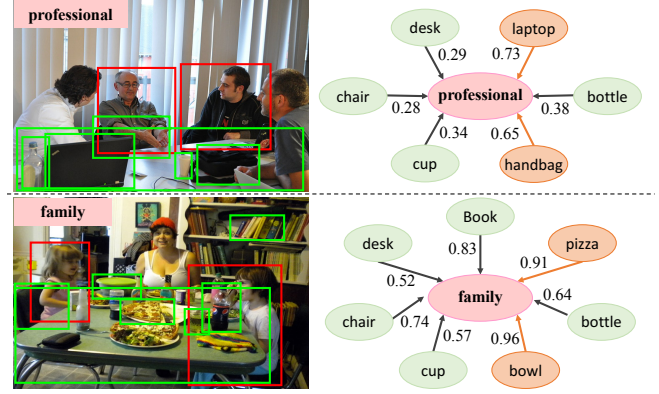 professional
desk
laptop
0.29
0.73
chair
0.28
professional
0.38
bottle
0.34
0.65
cup
handbag
family
Book
desk
pizza
0.83
0.91
0.52
family
0.64
chair
0.74
bottle
0.57
0.96
cup
bowl